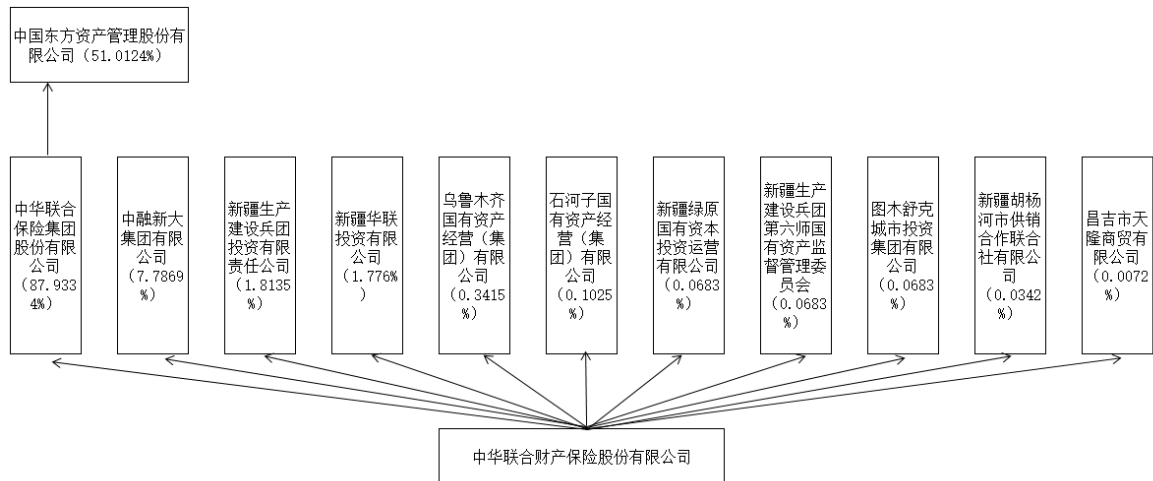 中国东方资产管理股份有
限公司（51.0124%）
中华联合
保险集团
股份有限
公司
(87.933
4%)
中融新大
集团有限
公司
(7.7869
%)
新疆生产
建设兵团
投资有限
责任公司
(1.8135
%)
新疆华联
投资有限
公司
(1.776%)
乌鲁木齐
国有资产
经营（集
团）有限
公司
(0.3415
%)
石河子国
有资产经
营（集
团）有限
公司
(0.1025
%)
新疆绿原
国有资本
投资运营
有限公司
(0.0683
%)
新疆生产
建设兵团
第六师国
有资产监
督管理委
员会
(0.0683
%)
图木舒克
城市投资
集团有限
公司
(0.0683
%)
新疆胡杨
河市供销
合作联合
社有限公
司
(0.0342
%)
昌吉市天
隆商贸有
限公司
(0.0072
%)
中华联合财产保险股份有限公司